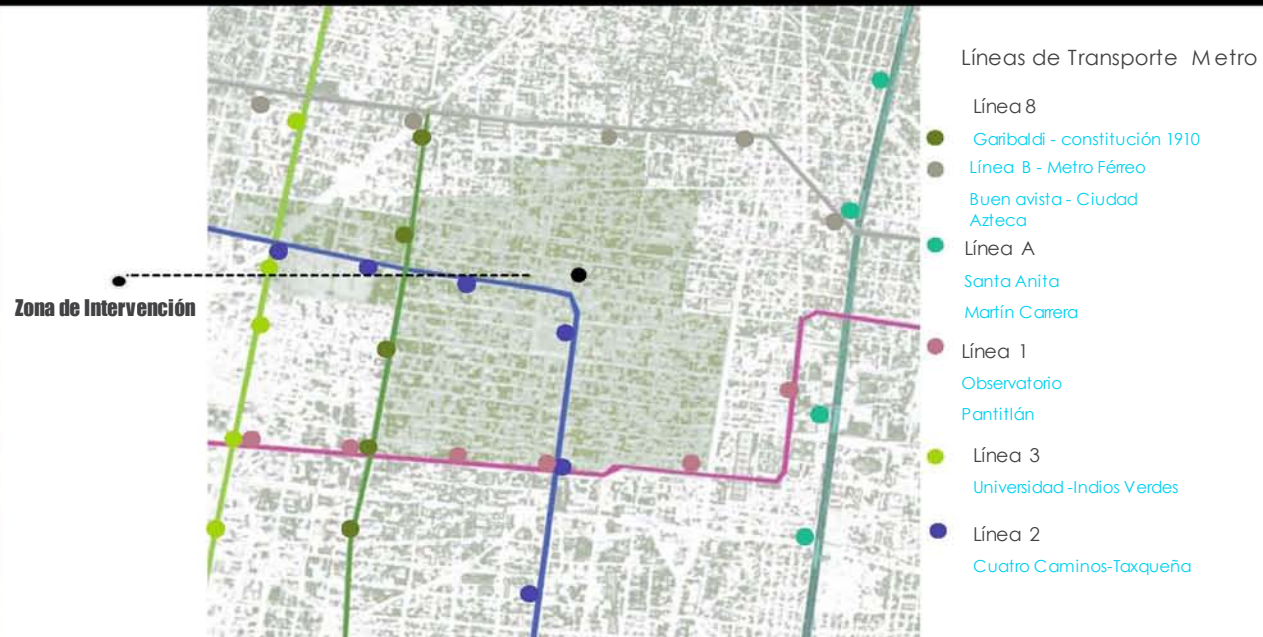 Líneas de Transporte Metro
Línea 8
Garibaldi - constitución 1910
Línea B - Metro Férreo
Buen avista - Ciudad
Azteca
Línea A
Santa Anita
Martín Carrera
Línea 1
Observatorio
Pantitlán
Línea 3
Universidad -Indios Verdes
Línea 2
Cuatro Caminos-Taxqueña
Zona de Intervención